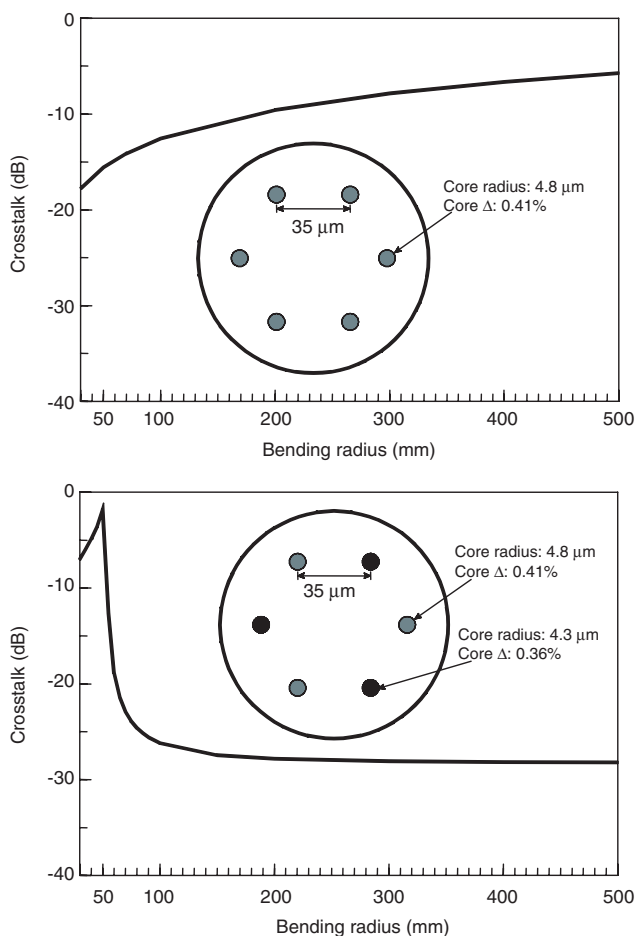 0
-10
-20
-30
-40
Crosstalk (dB)
35 μm
Core radius: 4.8 μm
Core Δ: 0.41%
50 100 200 300 400 500
Bending radius (mm)
0
-10
-20
-30
-40
Crosstalk (dB)
35 μm
Core radius: 4.8 μm
Core Δ: 0.41%
Core radius: 4.3 μm
Core Δ: 0.36%
50 100 200 300 400 500
Bending radius (mm)